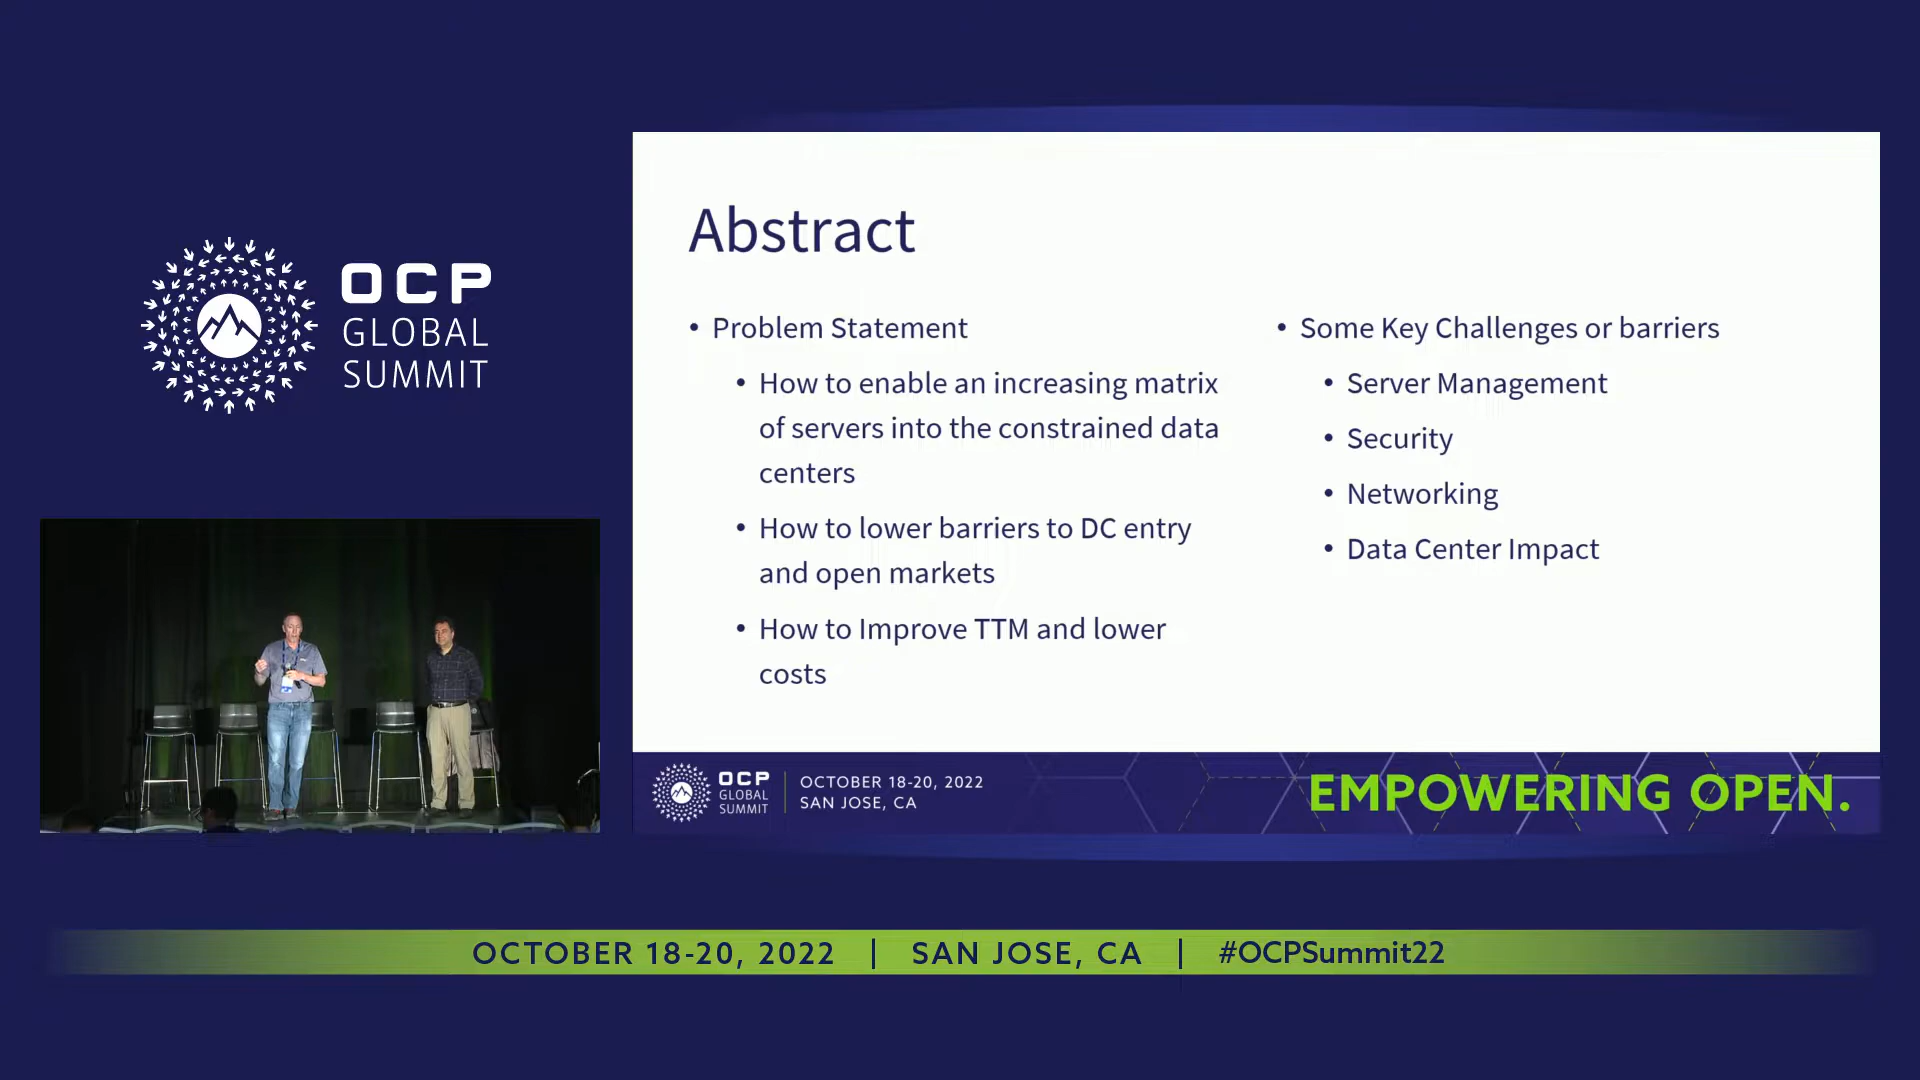 OCP
GLOBAL
SUMMIT
Abstract
• Problem Statement
• How to enable an increasing matrix
of servers into the constrained data
centers
• How to lower barriers to DC entry
and open markets
• How to Improve TTM and lower
costs
• Some Key Challenges or barriers
• Server Management
• Security
• Networking
• Data Center Impact
OCP
GLOBAL
SUMMIT
OCTOBER 18-20, 2022
SAN JOSE, CA
EMPOWERING OPEN.
OCTOBER 18-20, 2022 | SAN JOSE, CA | #OCPSummit22